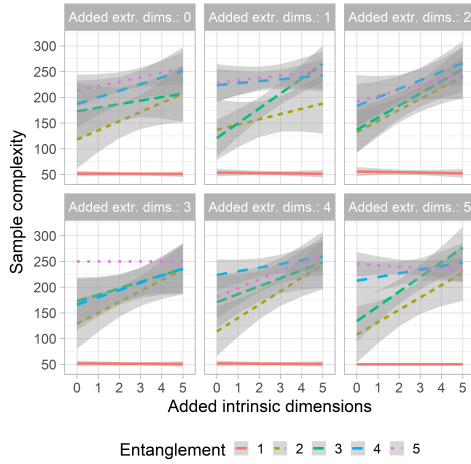 Added extr. dims.: 0 Added extr. dims.: 1 Added extr. dims.: 2
300
250
200
150
100
50
Added extr. dims.: 3 Added extr. dims.: 4 Added extr. dims.: 5
300
250
200
150
100
50
0 1 2 3 4 5 0 1 2 3 4 5 0 1 2 3 4 5
Sample complexity
Added intrinsic dimensions
Entanglement 1 2 3 4 5